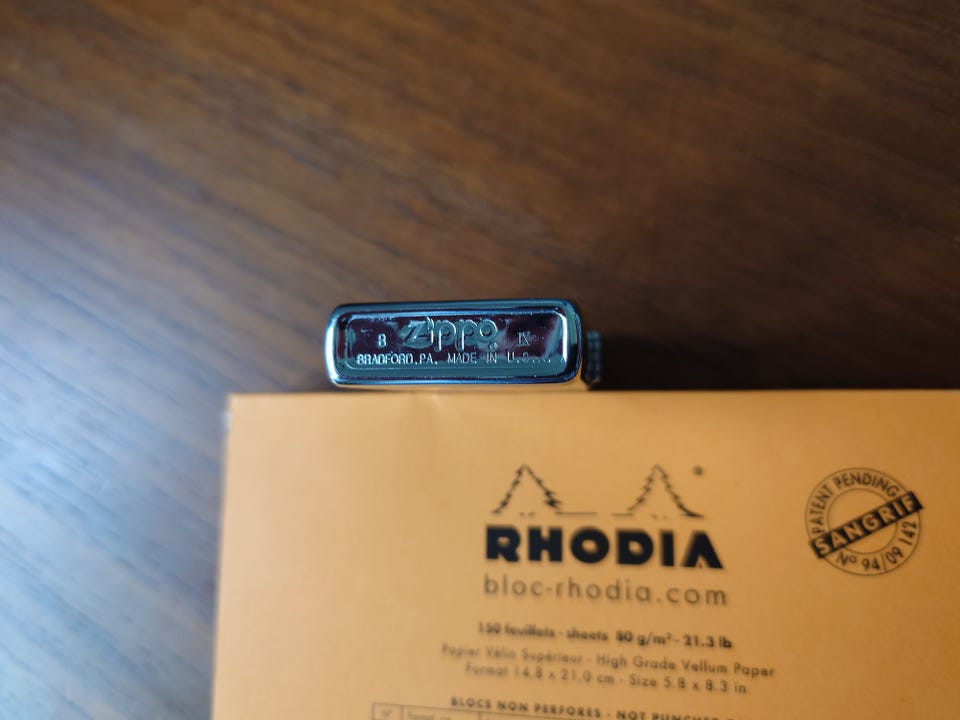 B Zippo IX
BRADFORD, PA. MADE IN U.S.A.
RHODIA
bloc-rhodia.com
150 feuillets - sheets 80 g/m² - 21.3 lb
Papier Vélin Supérieur - High Grade Vellum Paper
Format 14,8 x 21,0 cm - Size 5.8 x 8.3 in
BLOCS NON PERFORES - NOT PUNCHED
PATENT PENDING
SANGRIF
N° 94/09 142